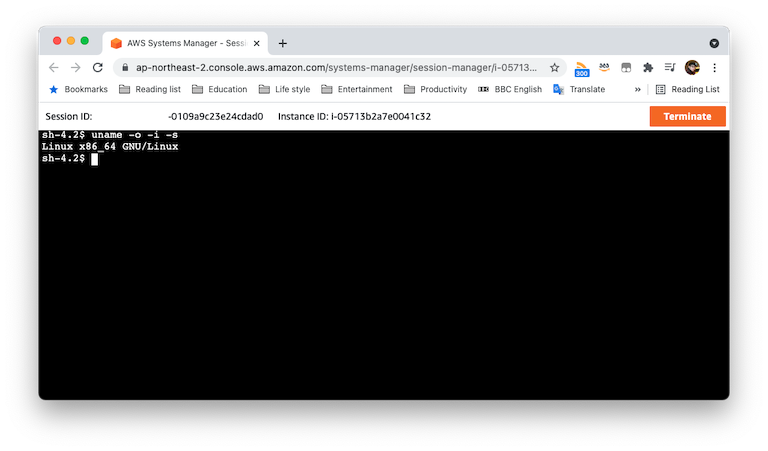 AWS Systems Manager - Sessi
ap-northeast-2.console.aws.amazon.com/systems-manager/session-manager/i-05713...
300
Bookmarks Reading list Education Life style Entertainment Productivity BBC English Translate » Reading List
Session ID: -0109a9c23e24cdad0 Instance ID: i-05713b2a7e0041c32 Terminate
sh-4.2$ uname -o -i -s
Linux x86_64 GNU/Linux
sh-4.2$